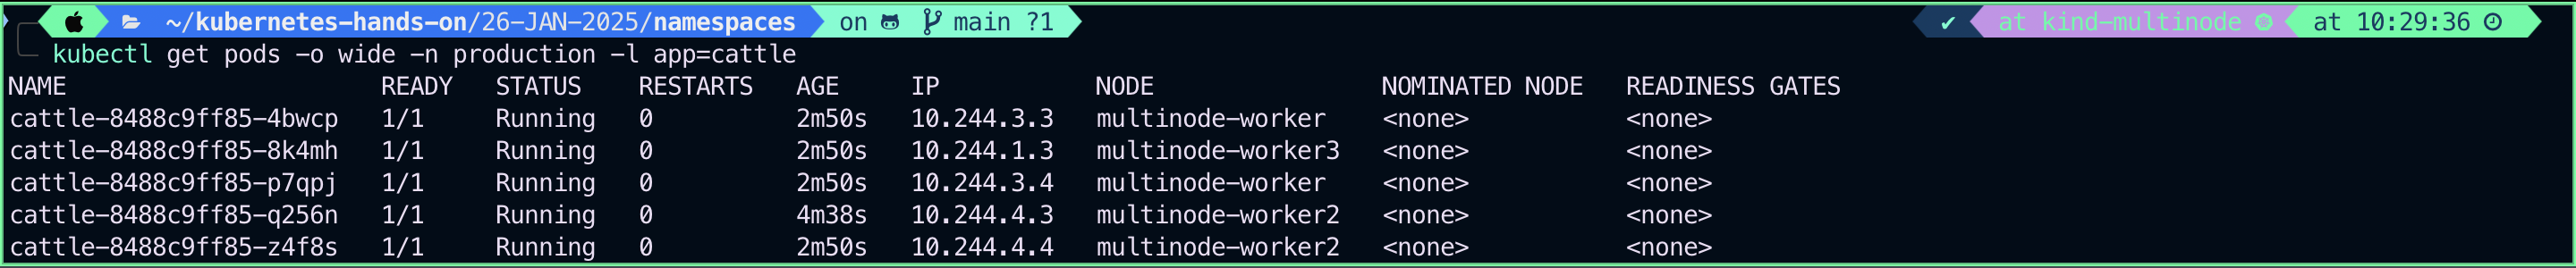 ~/kubernetes-hands-on/26-JAN-2025/namespaces on main ?1 ✔ at kind-multinode at 10:29:36
kubectl get pods -o wide -n production -l app=cattle
NAME READY STATUS RESTARTS AGE IP NODE NOMINATED NODE READINESS GATES
cattle-8488c9ff85-4bwcp 1/1 Running 0 2m50s 10.244.3.3 multinode-worker <none> <none>
cattle-8488c9ff85-8k4mh 1/1 Running 0 2m50s 10.244.1.3 multinode-worker3 <none> <none>
cattle-8488c9ff85-p7qpj 1/1 Running 0 2m50s 10.244.3.4 multinode-worker <none> <none>
cattle-8488c9ff85-q256n 1/1 Running 0 4m38s 10.244.4.3 multinode-worker2 <none> <none>
cattle-8488c9ff85-z4f8s 1/1 Running 0 2m50s 10.244.4.4 multinode-worker2 <none> <none>